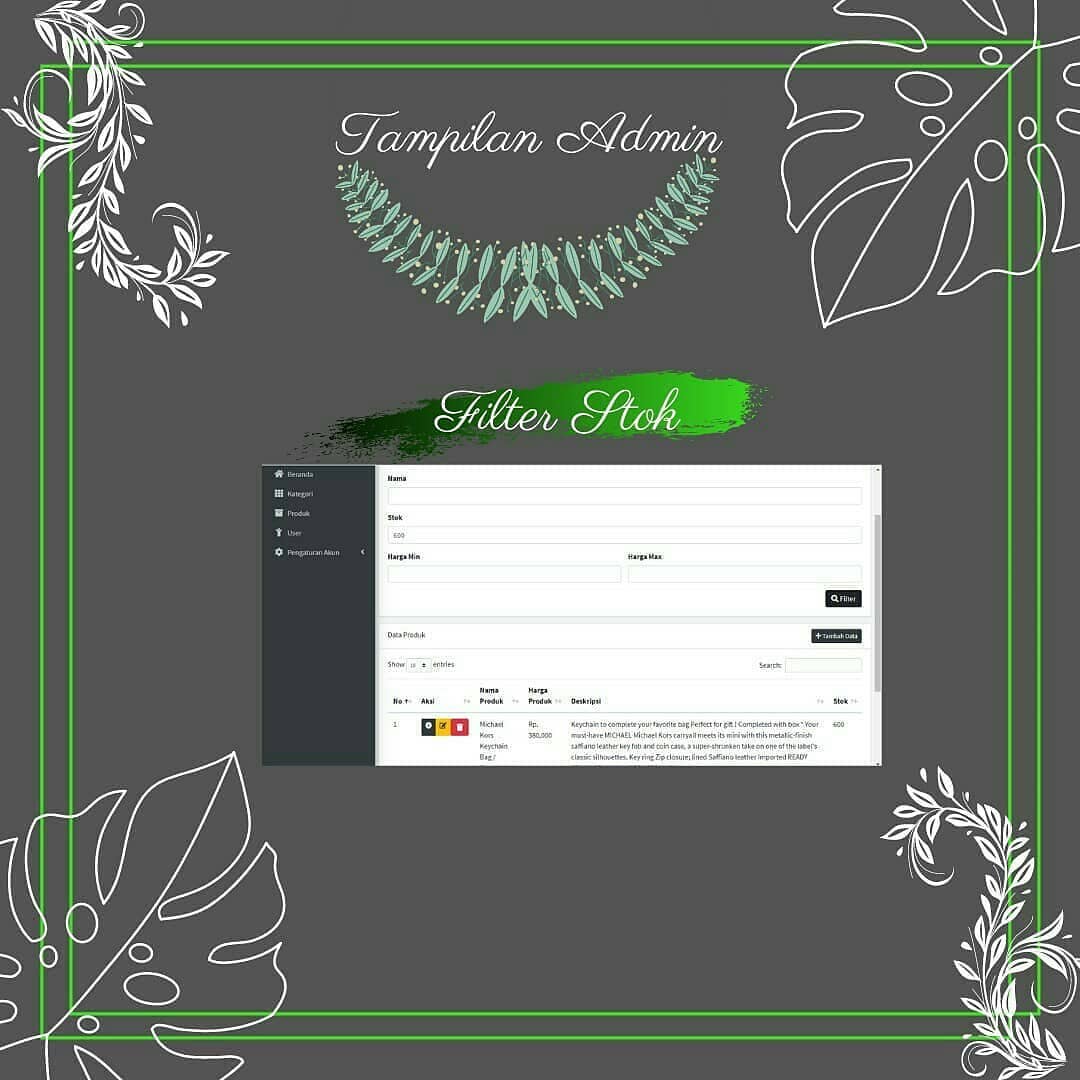 Tampilan Admin
Filter Stok
Beranda
Kategori
Produk
User
Pengaturan Akun
Nama
Stok
600
Harga Min Harga Max
Filter
Data Produk Tambah Data
Show 10 entries Search:
No Aksi Nama Produk Harga Produk Deskripsi Stok
1 Michael Rp. Keychain to complete your favorite bag Perfect for gift ! Completed with box * Your 600
Kors 380,000 must-have MICHAEL Michael Kors carryall meets its mini with this metallic-finish
Keychain saffiano leather key fob and coin case, a super-shrunken take on one of the label's
Bag / classic silhouettes. Key ring Zip closure; lined Saffiano leather Imported READY